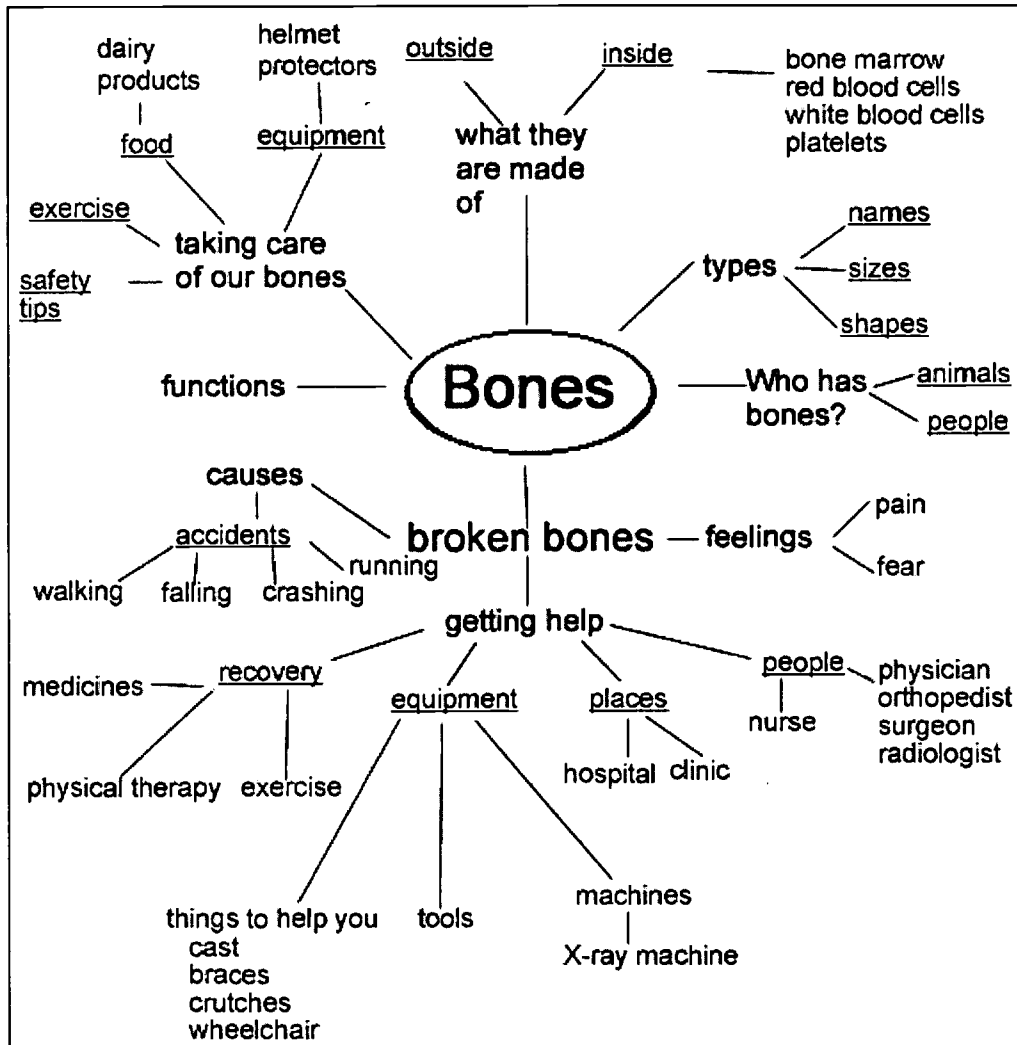 dairy
products
helmet
protectors
outside
inside
bone marrow
red blood cells
white blood cells
platelets
food
equipment
what they
are made
of
exercise
taking care
of our bones
safety
tips
names
types
sizes
shapes
functions
Bones
Who has
bones?
animals
people
causes
accidents
walking
falling
crashing
running
broken bones
feelings
pain
fear
getting help
recovery
medicines
physical therapy
exercise
equipment
places
hospital
clinic
people
nurse
physician
orthopedist
surgeon
radiologist
things to help you
cast
braces
crutches
wheelchair
tools
machines
X-ray machine